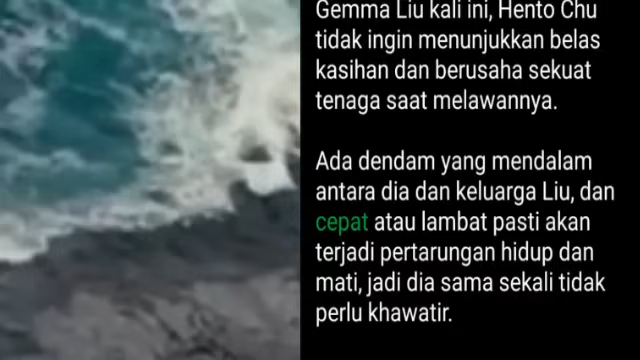 Gemma Liu kali ini, Hento Chu
tidak ingin menunjukkan belas
kasihan dan berusaha sekuat
tenaga saat melawannya.
Ada dendam yang mendalam
antara dia dan keluarga Liu, dan
cepat atau lambat pasti akan
terjadi pertarungan hidup dan
mati, jadi dia sama sekali tidak
perlu khawatir.